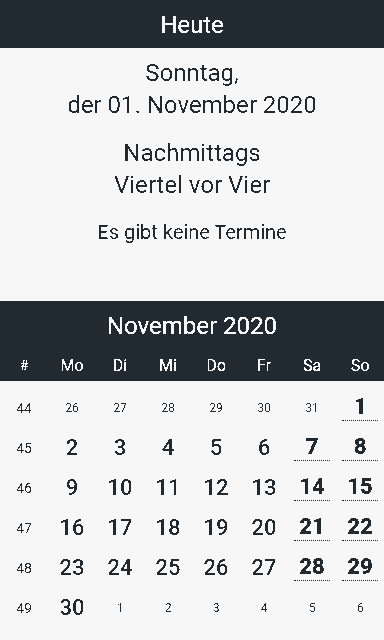 Heute
Sonntag,
der 01. November 2020
Nachmittags
Viertel vor Vier
Es gibt keine Termine
November 2020
# Mo Di Mi Do Fr Sa So
44 26 27 28 29 30 31 1
45 2 3 4 5 6 7 8
46 9 10 11 12 13 14 15
47 16 17 18 19 20 21 22
48 23 24 25 26 27 28 29
49 30 1 2 3 4 5 6